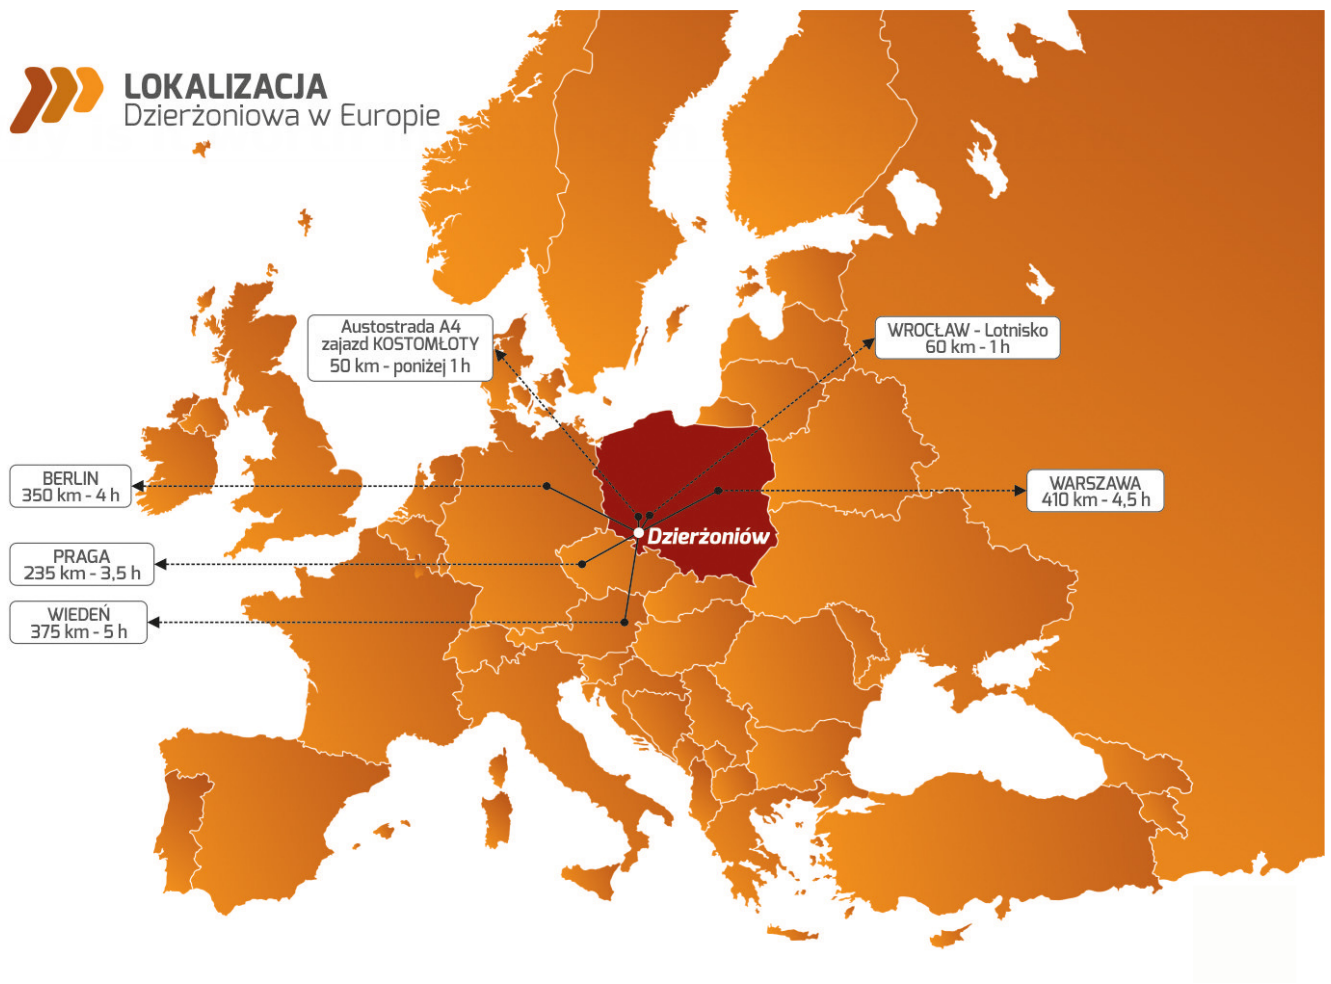 LOKALIZACJA
Dzierżoniowa w Europie
Austostrada A4
zajazd KOSTOMŁOTY
50 km - poniżej 1 h
WROCŁAW - Lotnisko
60 km - 1 h
BERLIN
350 km - 4 h
WARSZAWA
410 km - 4,5 h
Dzierżoniów
PRAGA
235 km - 3,5 h
WIEDEŃ
375 km - 5 h